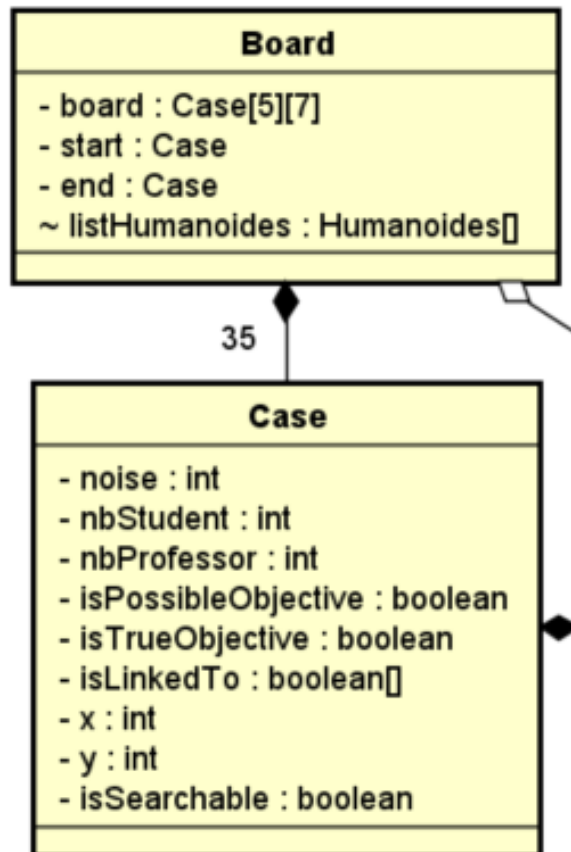 Board
- board : Case[5][7]
- start : Case
- end : Case
~ listHumanoides : Humanoides[]
35
Case
- noise : int
- nbStudent : int
- nbProfessor : int
- isPossibleObjective : boolean
- isTrueObjective : boolean
- isLinkedTo : boolean[]
- x : int
- y : int
- isSearchable : boolean